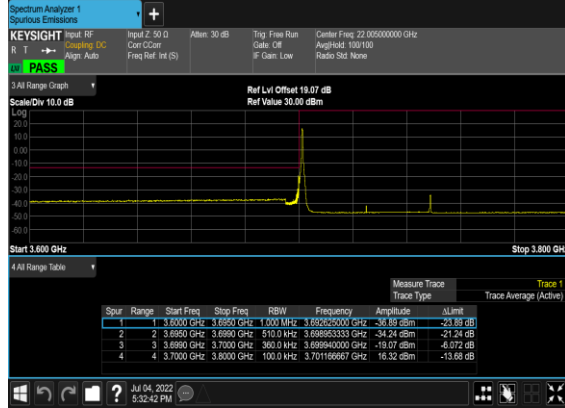 Spectrum Analyzer 1
Spurious Emissions
+
KEYSIGHT Input: RF Input Z: 50 Ω Atten: 30 dB Trig: Free Run Center Freq: 22.005000000 GHz
R T Coupling: DC Corr CCorr Gate: Off Avg|Hold: 100/100
Align: Auto Freq Ref: Int (S) IF Gain: Low Radio Std: None
PASS
3 All Range Graph
Ref Lvl Offset 19.07 dB
Scale/Div 10.0 dB Ref Value 30.00 dBm
Log
20.0
10.0
0.00
-10.0
-20.0
-30.0
-40.0
-50.0
-60.0
Start 3.600 GHz Stop 3.800 GH
4 All Range Table
Measure Trace Trace 1
Trace Type Trace Average (Active)
Spur Range Start Freq Stop Freq RBW Frequency Amplitude ΔLimit
1 1 3.6000 GHz 3.6950 GHz 1.000 MHz 3.692625000 GHz -36.89 dBm -23.89 dB
2 2 3.6950 GHz 3.6990 GHz 510.0 kHz 3.698953333 GHz -34.24 dBm -21.24 dB
3 3 3.6990 GHz 3.7000 GHz 360.0 kHz 3.699940000 GHz -19.07 dBm -6.072 dB
4 4 3.7000 GHz 3.8000 GHz 100.0 kHz 3.701166667 GHz 16.32 dBm -13.68 dB
? Jul 04, 2022
5:32:42 PM